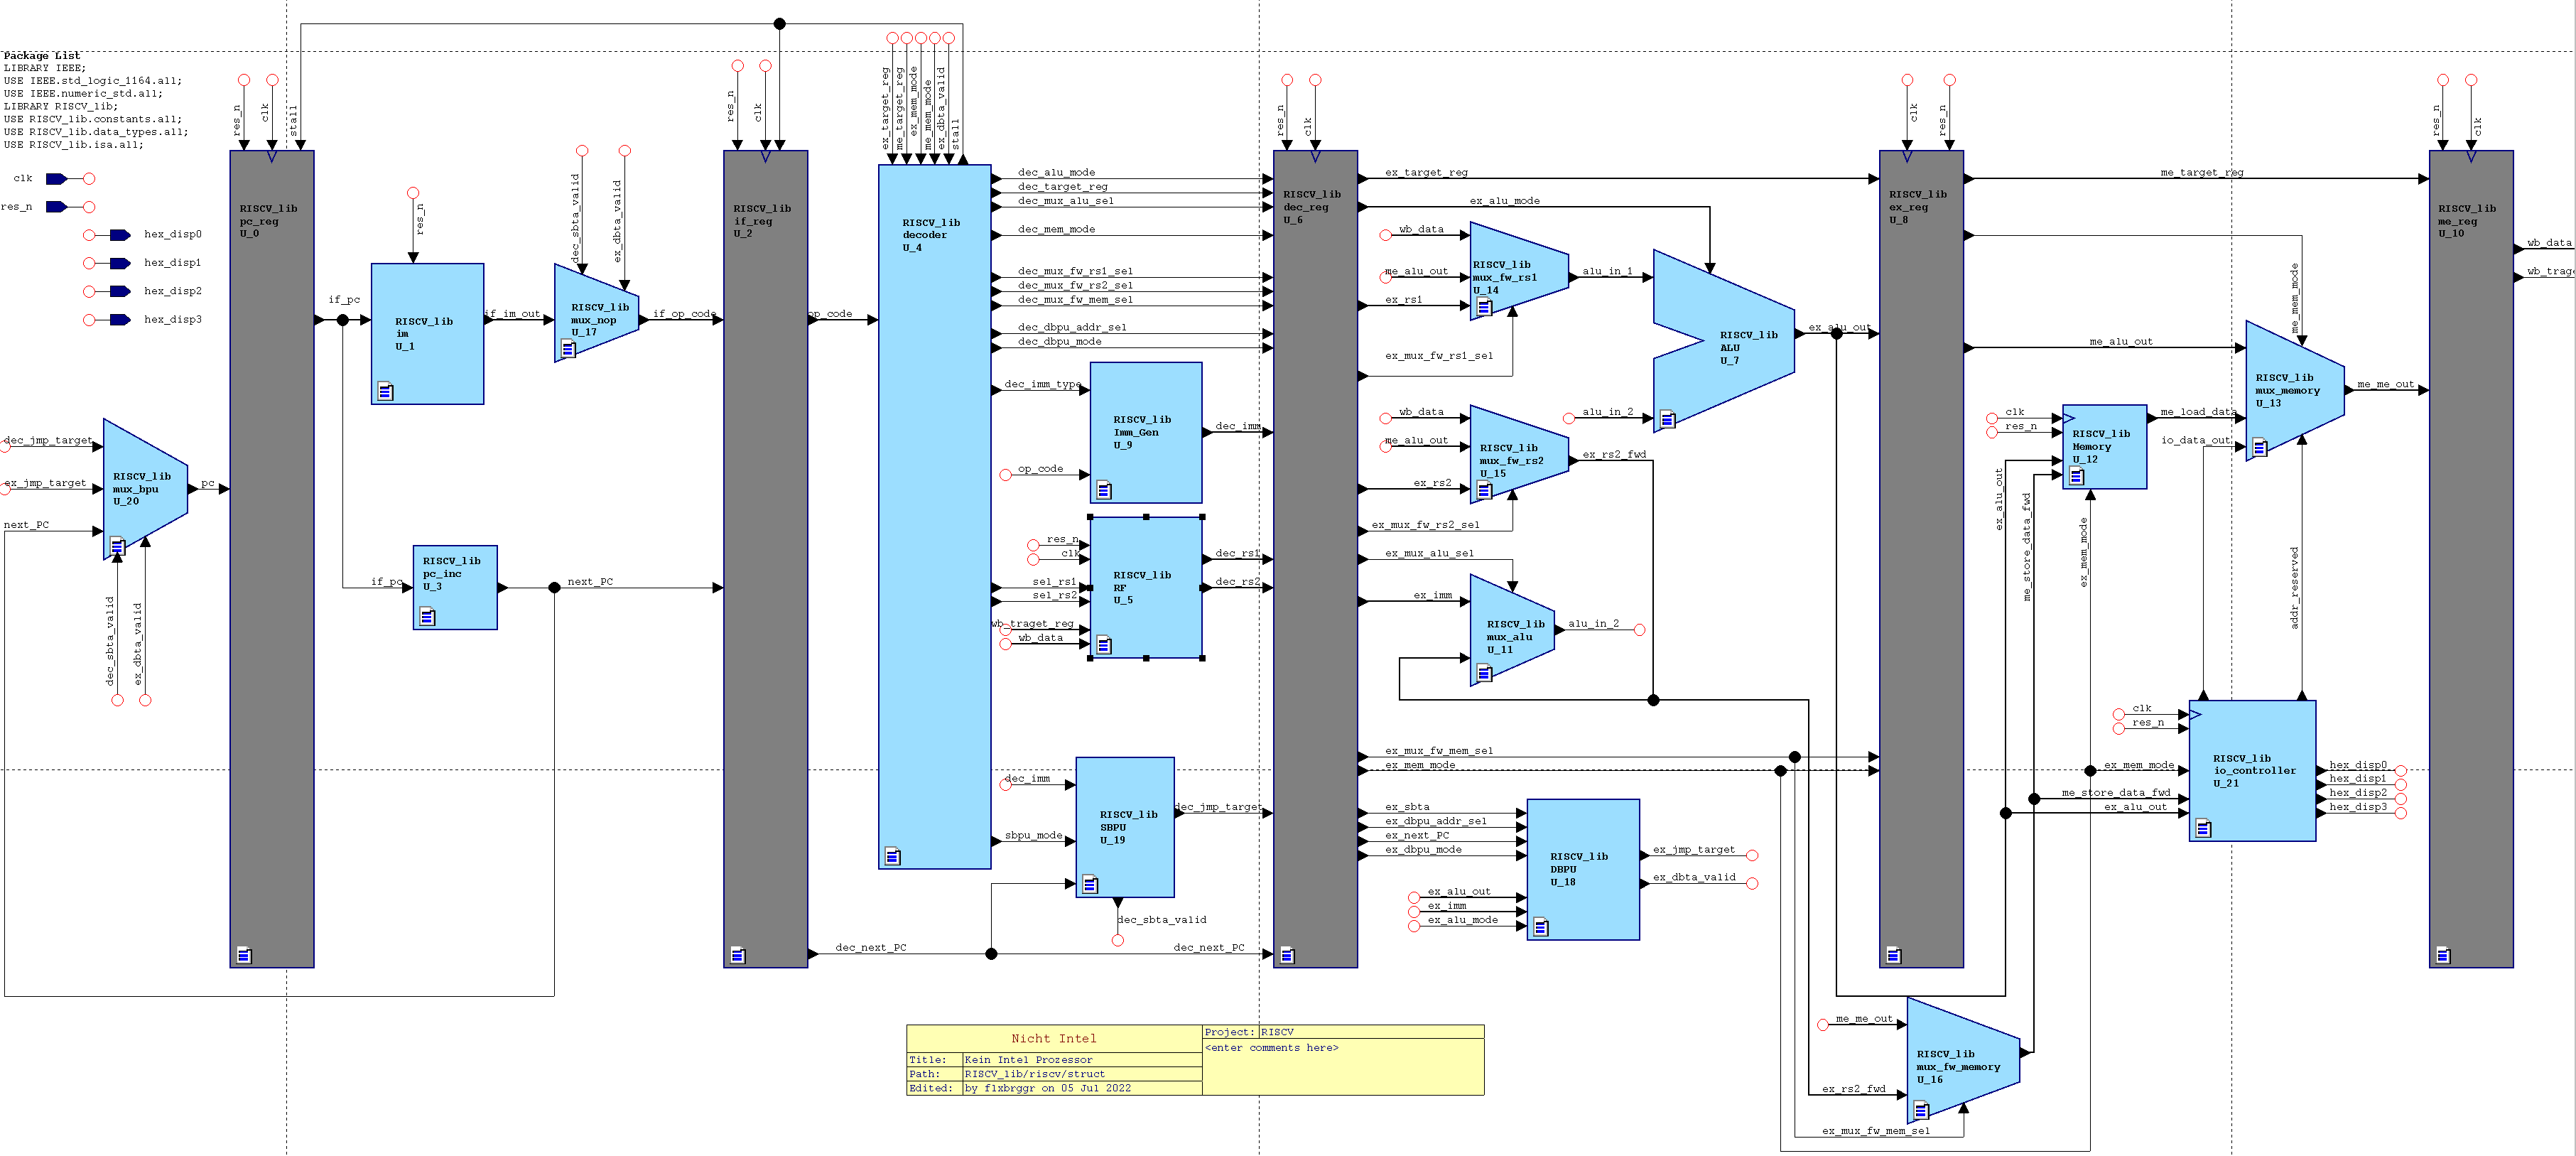 Package List
LIBRARY IEEE;
USE IEEE.std_logic_1164.all;
USE IEEE.numeric_std.all;
LIBRARY RISCV_lib;
USE RISCV_lib.constants.all;
USE RISCV_lib.data_types.all;
USE RISCV_lib.isa.all;
clk
res_n
hex_disp0
hex_disp1
hex_disp2
hex_disp3
dec_jmp_target
ex_jmp_target
next_PC
RISCV_lib
mux_bpu
U_20
pc
dec_sbta_valid
ex_dbta_valid
res_n
clk
stall
RISCV_lib
pc_reg
U_0
if_pc
res_n
RISCV_lib
im
U_1
if_im_out
dec_sbta_valid
ex_dbta_valid
RISCV_lib
mux_nop
U_17
if_op_code
if_pc
RISCV_lib
pc_inc
U_3
next_PC
res_n
clk
RISCV_lib
if_reg
U_2
op_code
dec_next_PC
dec_next_PC
ex_target_reg
me_target_reg
ex_mem_mode
me_mem_mode
ex_dbta_valid
stall
RISCV_lib
decoder
U_4
dec_alu_mode
dec_target_reg
dec_mux_alu_sel
dec_mem_mode
dec_mux_fw_rs1_sel
dec_mux_fw_rs2_sel
dec_mux_fw_mem_sel
dec_dbpu_addr_sel
dec_dbpu_mode
dec_imm_type
op_code
RISCV_lib
Imm_Gen
U_9
dec_imm
res_n
clk
sel_rs1
sel_rs2
wb_traget_reg
wb_data
RISCV_lib
RF
U_5
dec_rs1
dec_rs2
dec_imm
sbpu_mode
RISCV_lib
SBPU
U_19
dec_jmp_target
dec_sbta_valid
res_n
clk
RISCV_lib
dec_reg
U_6
ex_target_reg
ex_alu_mode
wb_data
me_alu_out
ex_rs1
ex_mux_fw_rs1_sel
RISCV_lib
mux_fw_rs1
U_14
alu_in_1
wb_data
me_alu_out
ex_rs2
ex_mux_fw_rs2_sel
RISCV_lib
mux_fw_rs2
U_15
ex_rs2_fwd
alu_in_2
RISCV_lib
ALU
U_7
ex_alu_out
ex_mux_alu_sel
ex_imm
RISCV_lib
mux_alu
U_11
alu_in_2
ex_mux_fw_mem_sel
ex_mem_mode
ex_sbta
ex_dbpu_addr_sel
ex_next_PC
ex_dbpu_mode
ex_alu_out
ex_imm
ex_alu_mode
RISCV_lib
DBPU
U_18
ex_jmp_target
ex_dbta_valid
clk
res_n
RISCV_lib
ex_reg
U_8
me_target_reg
me_mem_mode
me_alu_out
clk
res_n
RISCV_lib
Memory
U_12
me_load_data
io_data_out
RISCV_lib
mux_memory
U_13
me_me_out
ex_alu_out
me_store_data_fwd
ex_mem_mode
addr_reserved
clk
res_n
ex_mem_mode
me_store_data_fwd
ex_alu_out
RISCV_lib
io_controller
U_21
hex_disp0
hex_disp1
hex_disp2
hex_disp3
me_me_out
ex_rs2_fwd
ex_mux_fw_mem_sel
RISCV_lib
mux_fw_memory
U_16
res_n
clk
RISCV_lib
me_reg
U_10
wb_data
wb_trage
Nicht Intel
Title: Kein Intel Prozessor
Path: RISCV_lib/riscv/struct
Edited: by flxbrggr on 05 Jul 2022
Project: RISCV
<enter comments here>